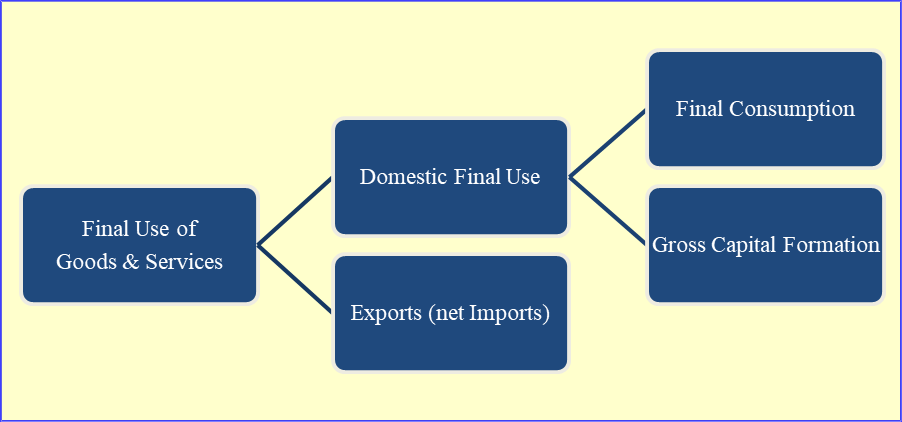 Final Use of
Goods & Services
Domestic Final Use
Exports (net Imports)
Final Consumption
Gross Capital Formation